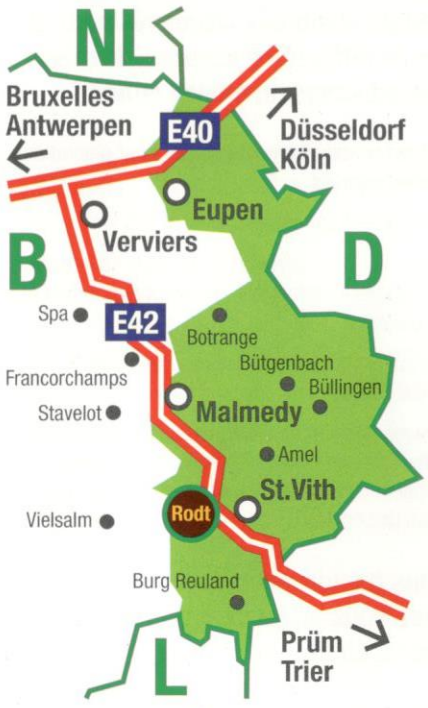 NL
Bruxelles
Antwerpen
E40
Düsseldorf
Köln
Eupen
Verviers
B
D
Spa
E42
Botrange
Francorchamps
Bütgenbach
Büllingen
Stavelot
Malmedy
Amel
St.Vith
Vielsalm
Rodt
Burg Reuland
L
Prüm
Trier